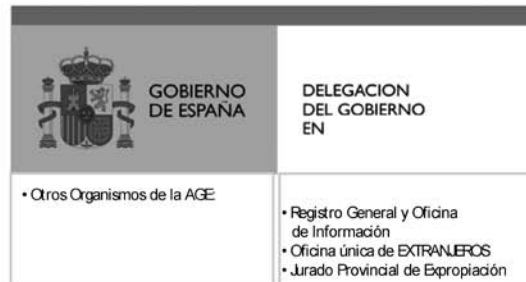 GOBIERNO
DE ESPAÑA
DELEGACION
DEL GOBIERNO
EN
• Otros Organismos de la AGE:
• Registro General y Oficina
de Información
• Oficina única de EXTRANJEROS
• Jurado Provincial de Expropiación